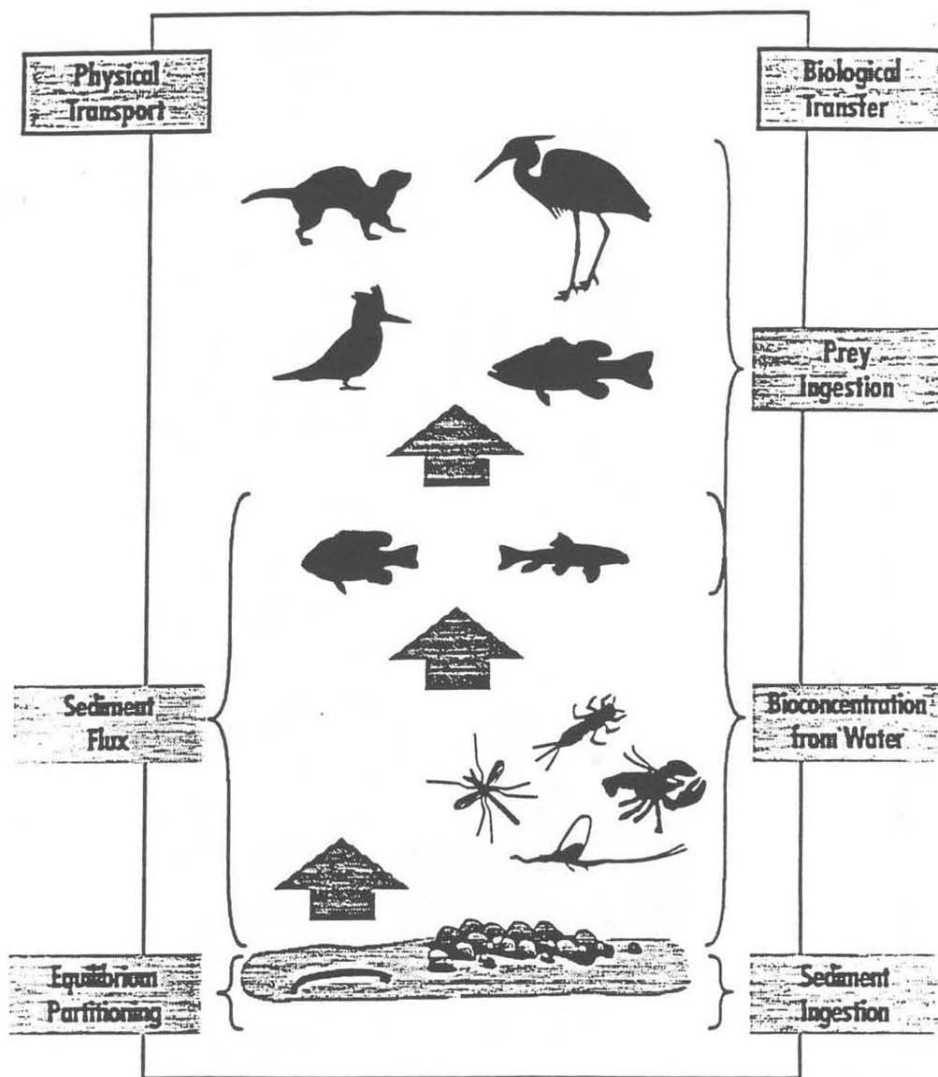 Physical
Transport
Biological
Transfer
Prey
Ingestion
Sediment
Flux
Bioconcentration
from Water
Equilibrium
Partitioning
Sediment
Ingestion